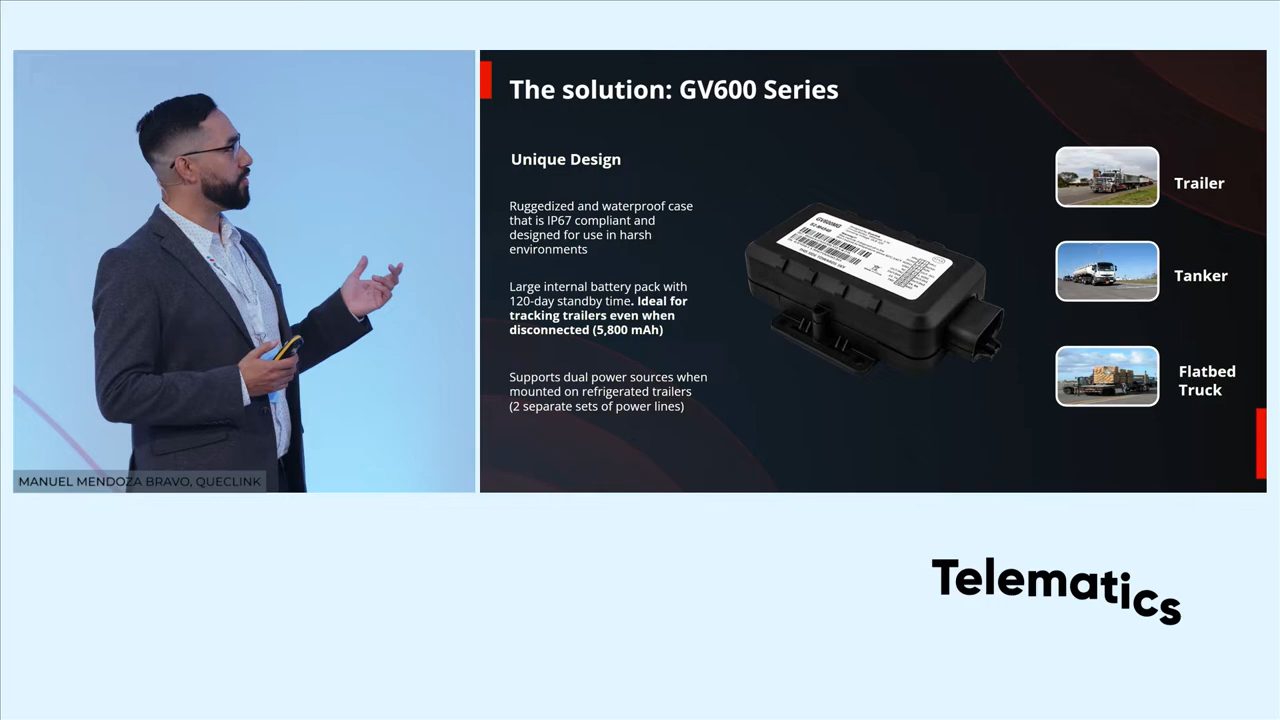 The solution: GV600 Series
Unique Design
Ruggedized and waterproof case
that is IP67 compliant and
designed for use in harsh
environments
Large internal battery pack with
120-day standby time. Ideal for
tracking trailers even when
disconnected (5,800 mAh)
Supports dual power sources when
mounted on refrigerated trailers
(2 separate sets of power lines)
GV600MG
Trailer
Tanker
Flatbed
Truck
MANUEL MENDOZA BRAVO, QUECLINK
Telematics